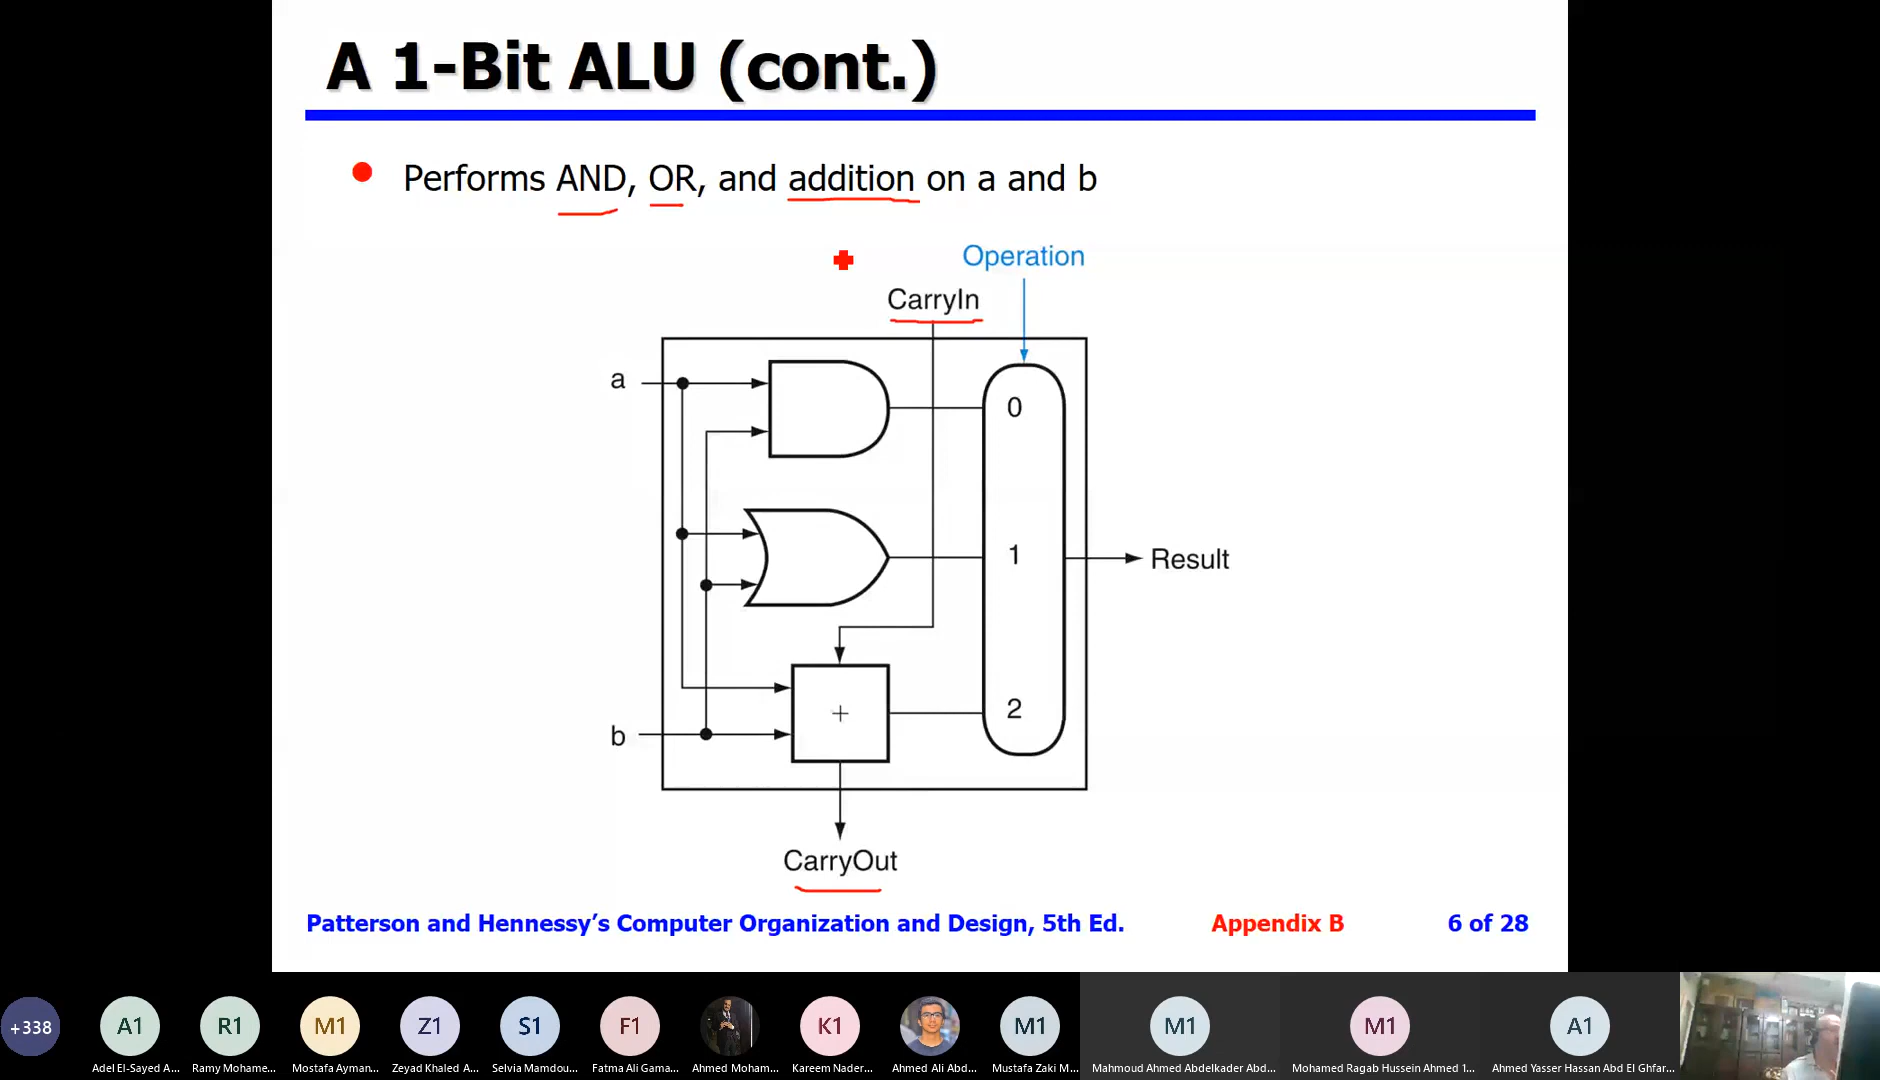 A 1-Bit ALU (cont.)
Performs AND, OR, and addition on a and b
Operation
CarryIn
a
0
1
Result
+
2
b
CarryOut
Patterson and Hennessy’s Computer Organization and Design, 5th Ed. Appendix B 6 of 28
+338 A1 R1 M1 Z1 S1 F1 K1 M1 M1 M1 A1
Adel El-Sayed A... Ramy Mohame... Mostafa Ayman... Zeyad Khaled A... Selvia Mamdou... Fatma Ali Gama... Ahmed Moham... Kareem Nader... Ahmed Ali Abd... Mustafa Zaki M... Mahmoud Ahmed Abdelkader Abd... Mohamed Ragab Hussein Ahmed 1... Ahmed Yasser Hassan Abd El Ghfar...